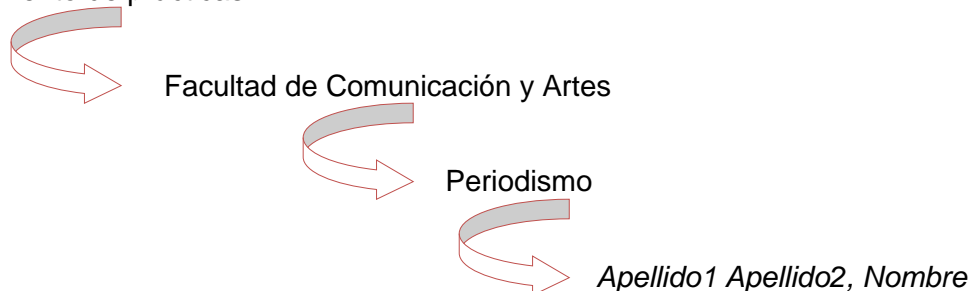 Facultad de Comunicación y Artes
Periodismo
Apellido1 Apellido2, Nombre